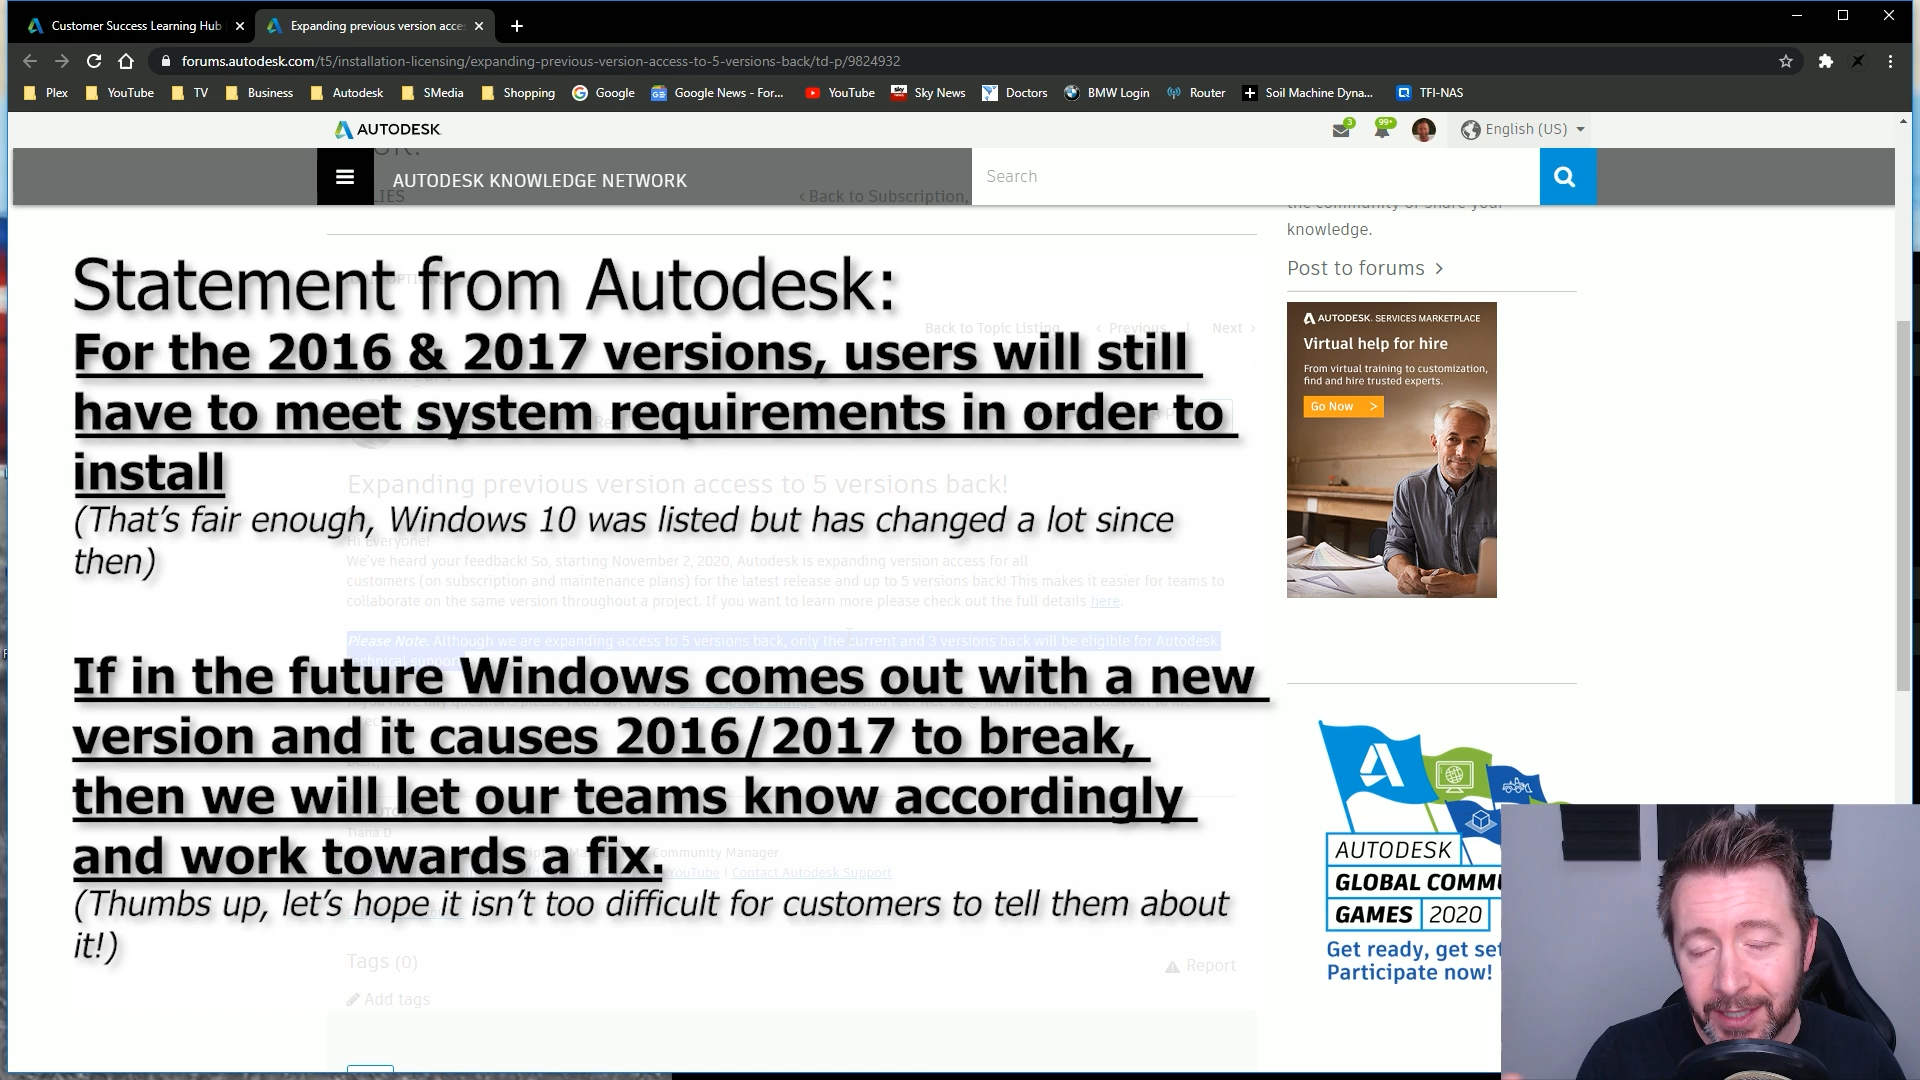 Customer Success Learning Hub
Expanding previous version acce
forums.autodesk.com/t5/installation-licensing/expanding-previous-version-access-to-5-versions-back/td-p/9824932
Plex YouTube TV Business Autodesk SMedia Shopping Google Google News - For... YouTube Sky News Doctors BMW Login Router Soil Machine Dyna... TFI-NAS
AUTODESK
3
99+
English (US)
AUTODESK KNOWLEDGE NETWORK
Search
LIES
‹ Back to Subscription,
knowledge.
Post to forums >
Statement from Autodesk:
Back to Topic Listing ‹ Previous | Next ›
For the 2016 & 2017 versions, users will still
have to meet system requirements in order to
install
Expanding previous version access to 5 versions back!
(That's fair enough, Windows 10 was listed but has changed a lot since
then)
Hi Everyone!
We've heard your feedback! So, starting November 2, 2020, Autodesk is expanding version access for all
customers (on subscription and maintenance plans) for the latest release and up to 5 versions back! This makes it easier for teams to
collaborate on the same version throughout a project. If you want to learn more please check out the full details here.
Please Note. Although we are expanding access to 5 versions back, only the current and 3 versions back will be eligible for Autodesk
technical support
If in the future Windows comes out with a new
version and it causes 2016/2017 to break,
then we will let our teams know accordingly
Tiana.D
Community Manager
and work towards a fix.
YouTube | Contact Autodesk Support
(Thumbs up, let's hope it isn't too difficult for customers to tell them about
it!)
Tags (0)
Report
Add tags
AUTODESK. SERVICES MARKETPLACE
Virtual help for hire
From virtual training to customization,
find and hire trusted experts.
Go Now >
AUTODESK
GLOBAL COMMU
GAMES 2020
Get ready, get set
Participate now!